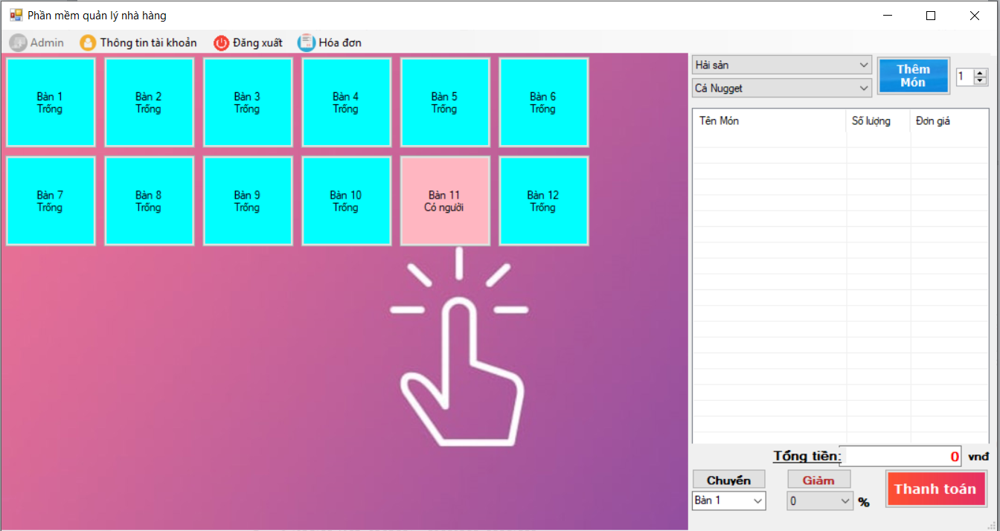 Phần mềm quản lý nhà hàng
Admin Thông tin tài khoản Đăng xuất Hóa đơn
Bàn 1
Trống
Bàn 2
Trống
Bàn 3
Trống
Bàn 4
Trống
Bàn 5
Trống
Bàn 6
Trống
Bàn 7
Trống
Bàn 8
Trống
Bàn 9
Trống
Bàn 10
Trống
Bàn 11
Có người
Bàn 12
Trống
Hải sản
Cá Nugget
Thêm
Món
1
Tên Món Số lượng Đơn giá
Tổng tiền: 0 vnđ
Chuyển Giảm
Bàn 1 0 %
Thanh toán